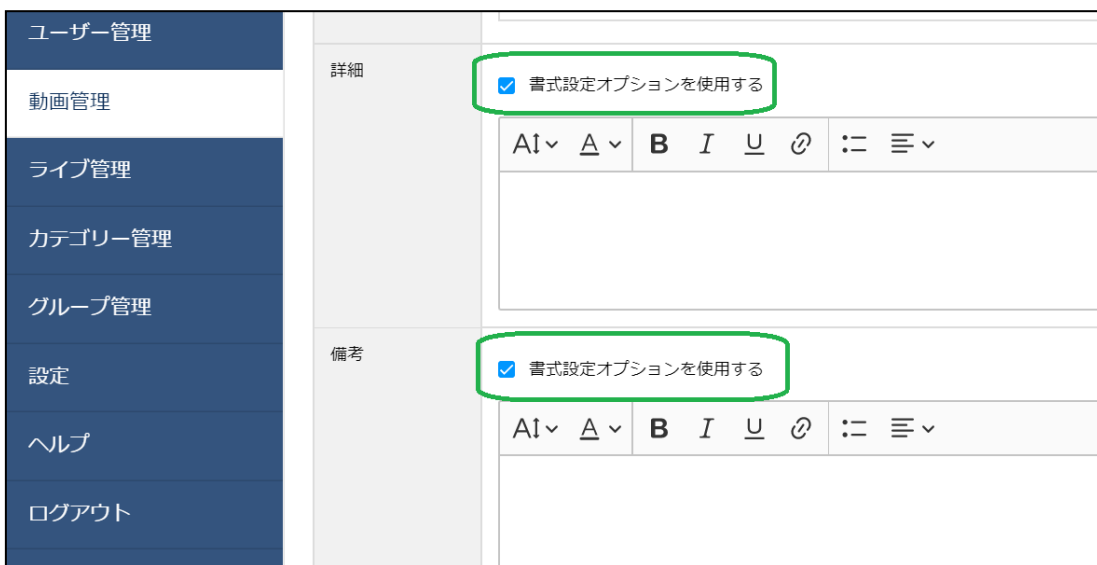 ユーザー管理
動画管理
ライブ管理
カテゴリー管理
グループ管理
設定
ヘルプ
ログアウト
詳細
書式設定オプションを使用する
A A B I U
備考
書式設定オプションを使用する
A A B I U